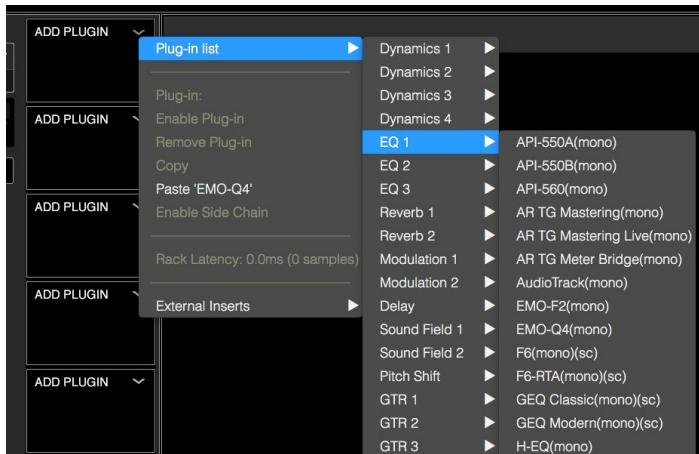 ADD PLUGIN
ADD PLUGIN
ADD PLUGIN
ADD PLUGIN
ADD PLUGIN
Plug-in list
Plug-in:
Enable Plug-in
Remove Plug-in
Copy
Paste 'EMO-Q4'
Enable Side Chain
Rack Latency: 0.0ms (0 samples)
External Inserts
Dynamics 1
Dynamics 2
Dynamics 3
Dynamics 4
EQ 1
EQ 2
EQ 3
Reverb 1
Reverb 2
Modulation 1
Modulation 2
Delay
Sound Field 1
Sound Field 2
Pitch Shift
GTR 1
GTR 2
GTR 3
API-550A(mono)
API-550B(mono)
API-560(mono)
AR TG Mastering(mono)
AR TG Mastering Live(mono)
AR TG Meter Bridge(mono)
AudioTrack(mono)
EMO-F2(mono)
EMO-Q4(mono)
F6(mono)(sc)
F6-RTA(mono)(sc)
GEQ Classic(mono)(sc)
GEQ Modern(mono)(sc)
H-EQ(mono)